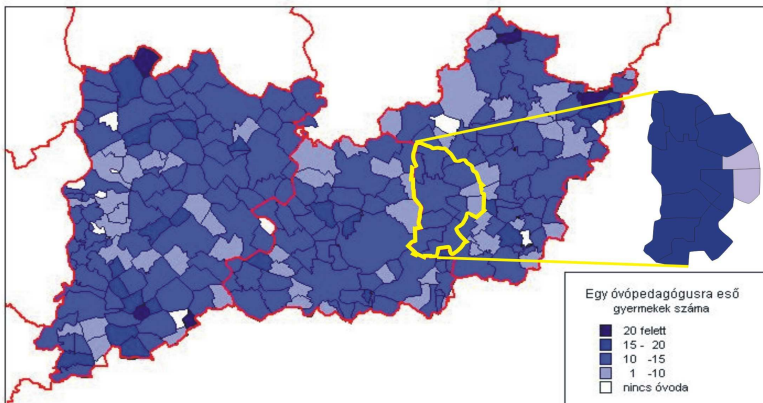 Egy óvópedagógusra eső
gyermekek száma
20 felett
15 - 20
10 -15
1 -10
nincs óvoda